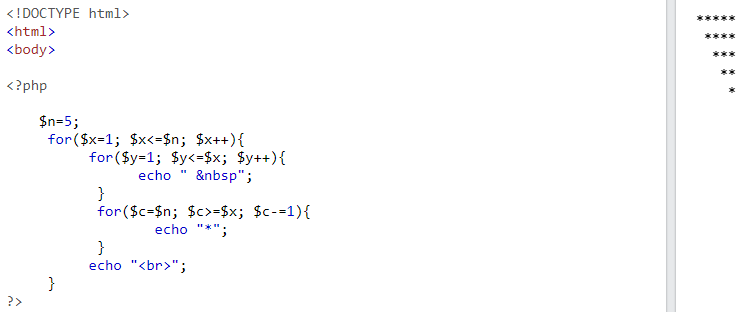 <!DOCTYPE html>
<html>
<body>
<?php
$n=5;
for($x=1; $x<=$n; $x++){
for($y=1; $y<=$x; $y++){
echo " &nbsp";
}
for($c=$n; $c>=$x; $c-=1){
echo "*";
}
echo "<br>";
}
?>
*****
****
***
**
*